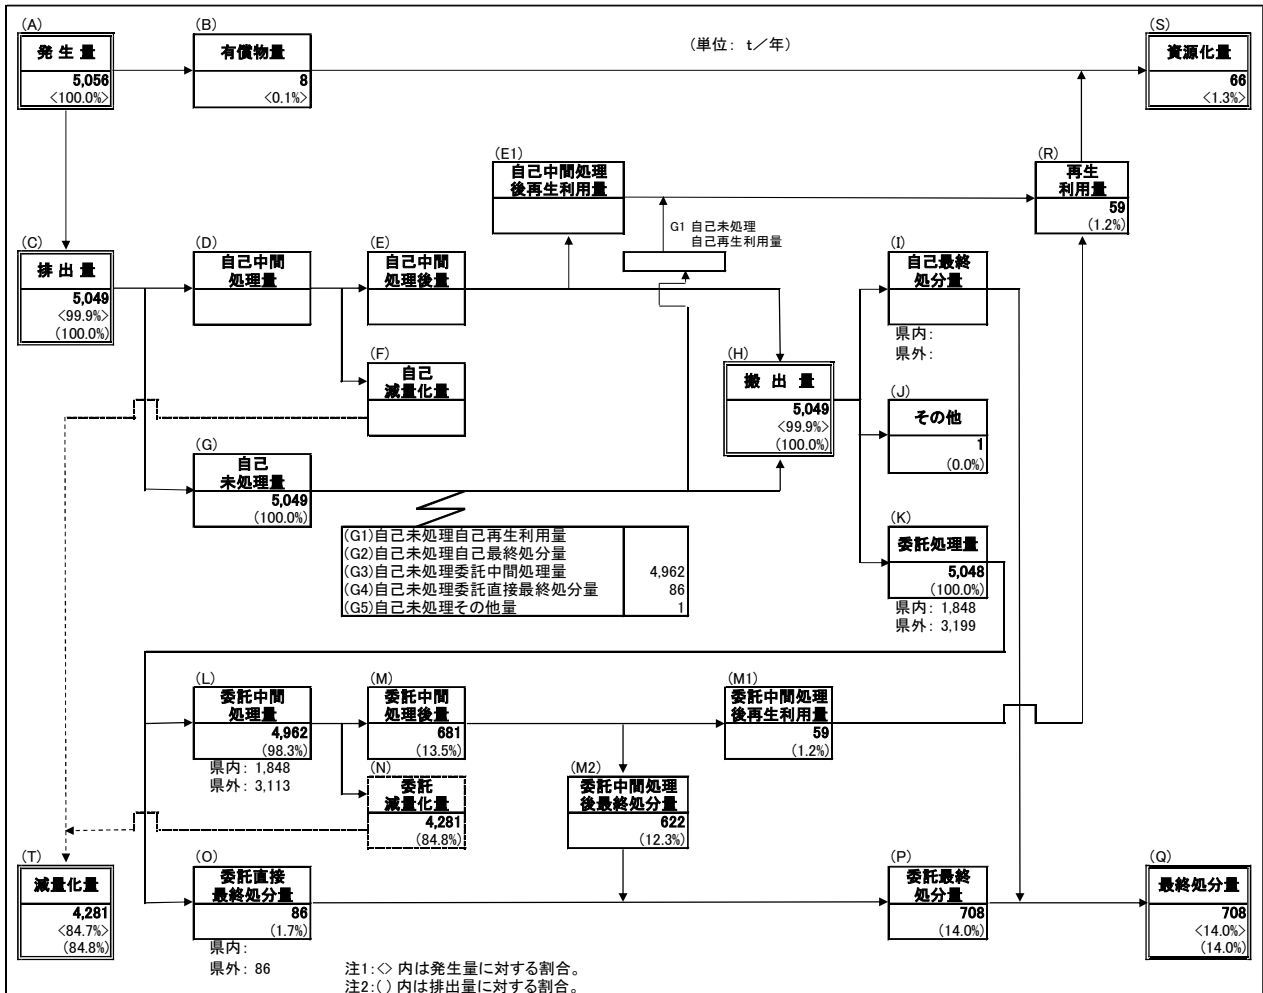 (A)
発生量
5,056
<100.0%>
(B)
有償物量
8
<0.1%>
(単位: t/年)
(S)
資源化量
66
<1.3%>
(E1)
自己中間処理
後再生利用量
(R)
再生
利用量
59
(1.2%)
G1 自己未処理
自己再生利用量
(C)
排出量
5,049
<99.9%>
(100.0%)
(D)
自己中間
処理量
(E)
自己中間
処理後量
(I)
自己最終
処分量
県内:
県外:
(F)
自己
減量化量
(H)
搬出量
5,049
<99.9%>
(100.0%)
(J)
その他
1
(0.0%)
(G)
自己
未処理量
5,049
(100.0%)
(G1)自己未処理自己再生利用量
(G2)自己未処理自己最終処分量
(G3)自己未処理委託中間処理量 4,962
(G4)自己未処理委託直接最終処分量 86
(G5)自己未処理その他量 1
(K)
委託処理量
5,048
(100.0%)
県内: 1,848
県外: 3,199
(L)
委託中間
処理量
4,962
(98.3%)
県内: 1,848
県外: 3,113
(M)
委託中間
処理後量
681
(13.5%)
(M1)
委託中間処理
後再生利用量
59
(1.2%)
(N)
委託
減量化量
4,281
(84.8%)
(M2)
委託中間処理
後最終処分量
622
(12.3%)
(T)
減量化量
4,281
<84.7%>
(84.8%)
(O)
委託直接
最終処分量
86
(1.7%)
県内:
県外: 86
(P)
委託最終
処分量
708
(14.0%)
(Q)
最終処分量
708
<14.0%>
(14.0%)
注1:<> 内は発生量に対する割合。
注2:( ) 内は排出量に対する割合。